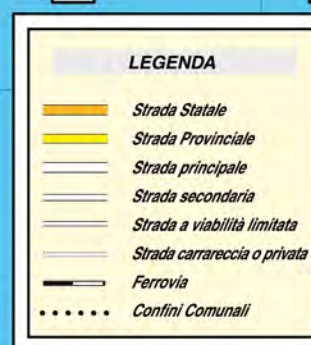 LEGENDA
Strada Statale
Strada Provinciale
Strada principale
Strada secondaria
Strada a viabilità limitata
Strada carrareccia o privata
Ferrovia
Confini Comunali